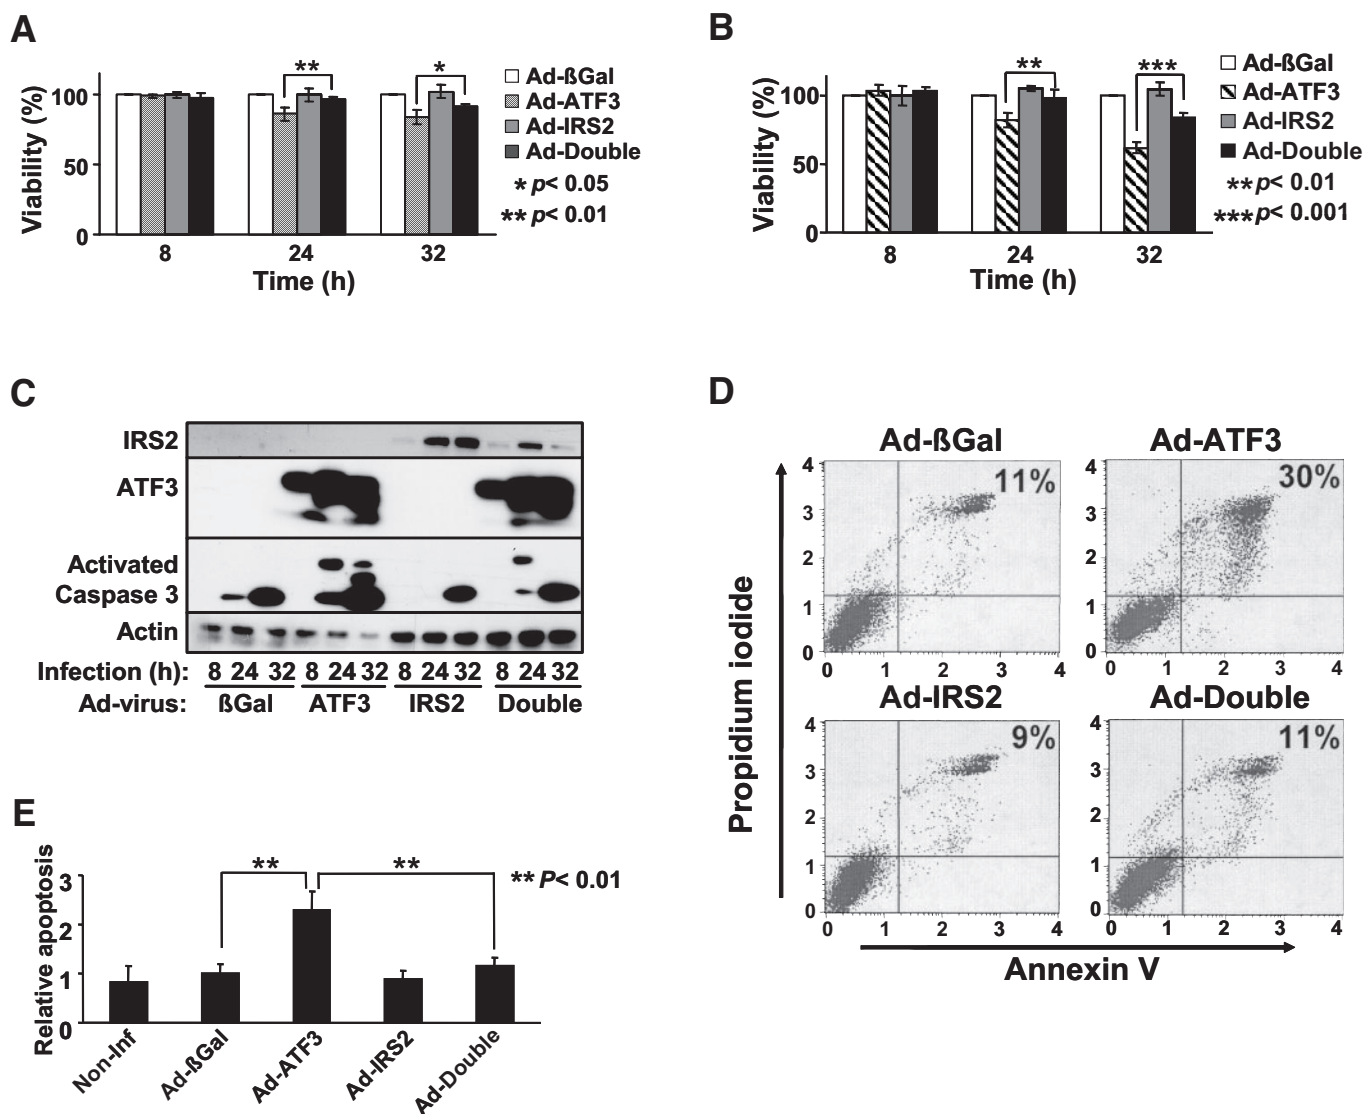 A
Viability (%)
100
50
0
**
*
8
24
32
Time (h)
Ad-ßGal
Ad-ATF3
Ad-IRS2
Ad-Double
* p< 0.05
** p< 0.01
B
Viability (%)
100
50
0
**
***
8
24
32
Time (h)
Ad-ßGal
Ad-ATF3
Ad-IRS2
Ad-Double
** p< 0.01
*** p< 0.001
C
IRS2
ATF3
Activated
Caspase 3
Actin
Infection (h): 8 24 32 8 24 32 8 24 32 8 24 32
Ad-virus: ßGal ATF3 IRS2 Double
D
Propidium iodide
Ad-ßGal
11%
4
3
2
1
0
0 1 2 3 4
Ad-ATF3
30%
4
3
2
1
0
0 1 2 3 4
Ad-IRS2
9%
4
3
2
1
0
0 1 2 3 4
Ad-Double
11%
4
3
2
1
0
0 1 2 3 4
Annexin V
E
Relative apoptosis
3
2
1
0
**
**
** P< 0.01
Non-Inf
Ad-ßGal
Ad-ATF3
Ad-IRS2
Ad-Double